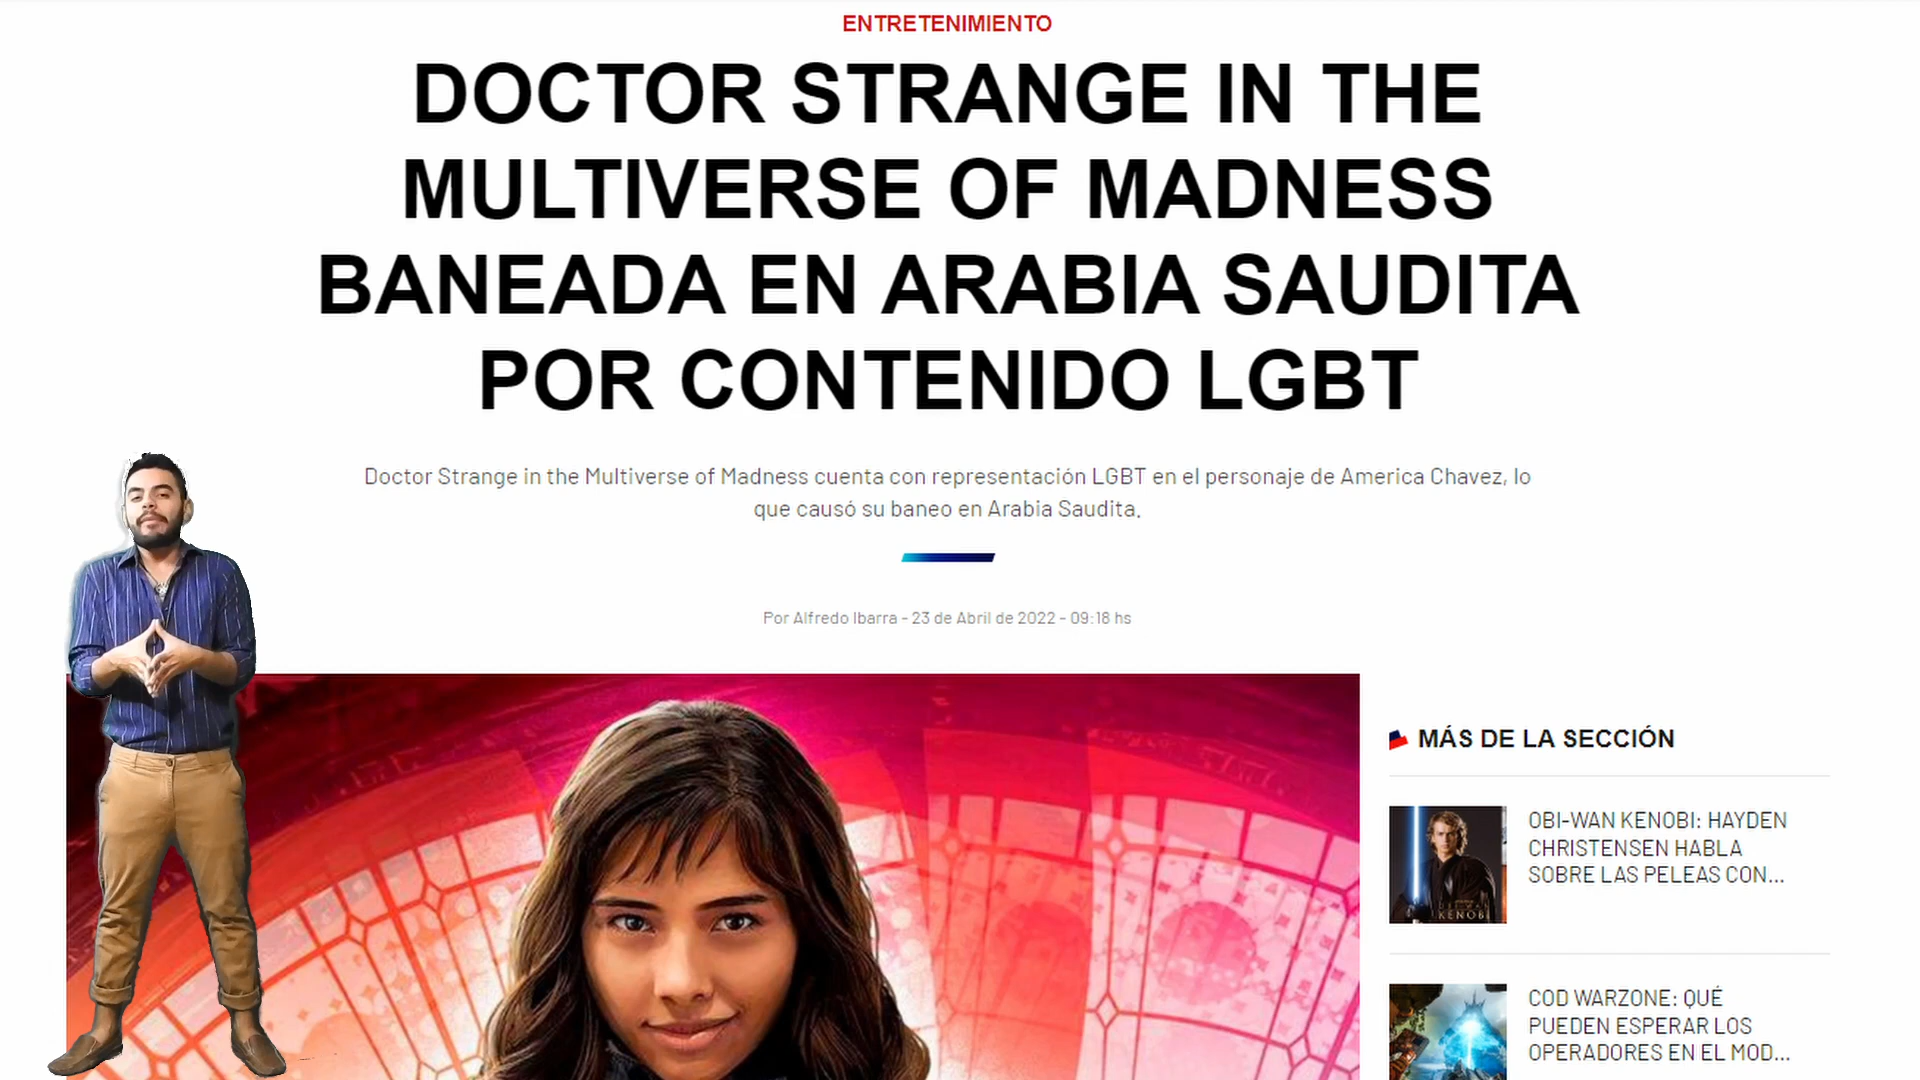 ENTRETENIMIENTO
DOCTOR STRANGE IN THE
MULTIVERSE OF MADNESS
BANEADA EN ARABIA SAUDITA
POR CONTENIDO LGBT
Doctor Strange in the Multiverse of Madness cuenta con representación LGBT en el personaje de America Chavez, lo
que causó su baneo en Arabia Saudita.
Por Alfredo Ibarra - 23 de Abril de 2022 - 09:18 hs
MÁS DE LA SECCIÓN
OBI-WAN KENOBI: HAYDEN
CHRISTENSEN HABLA
SOBRE LAS PELEAS CON...
KENOBI
COD WARZONE: QUÉ
PUEDEN ESPERAR LOS
OPERADORES EN EL MOD...